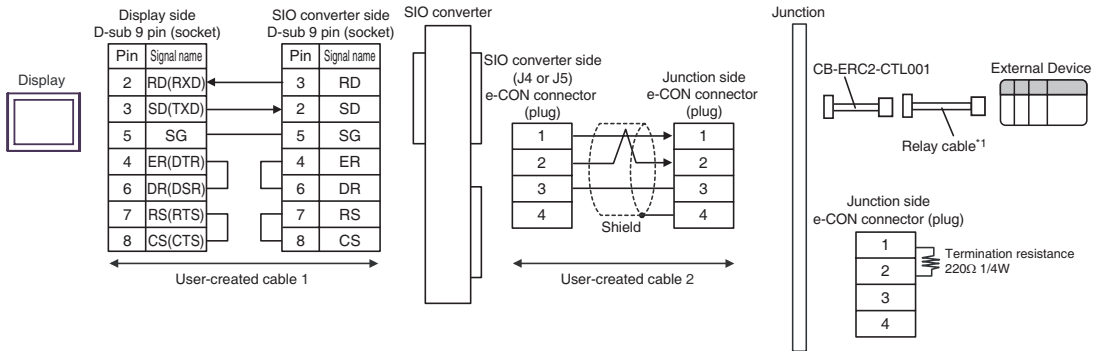 Display
Display side
D-sub 9 pin (socket)
Pin Signal name
2 RD(RXD)
3 SD(TXD)
5 SG
4 ER(DTR)
6 DR(DSR)
7 RS(RTS)
8 CS(CTS)
SIO converter side
D-sub 9 pin (socket)
Pin Signal name
3 RD
2 SD
5 SG
4 ER
6 DR
7 RS
8 CS
User-created cable 1
SIO converter
SIO converter side
(J4 or J5)
e-CON connector
(plug)
1
2
3
4
Shield
Junction side
e-CON connector
(plug)
1
2
3
4
User-created cable 2
Junction
CB-ERC2-CTL001
External Device
Relay cable*1
Junction side
e-CON connector (plug)
1
2
3
4
Termination resistance
220Ω 1/4W